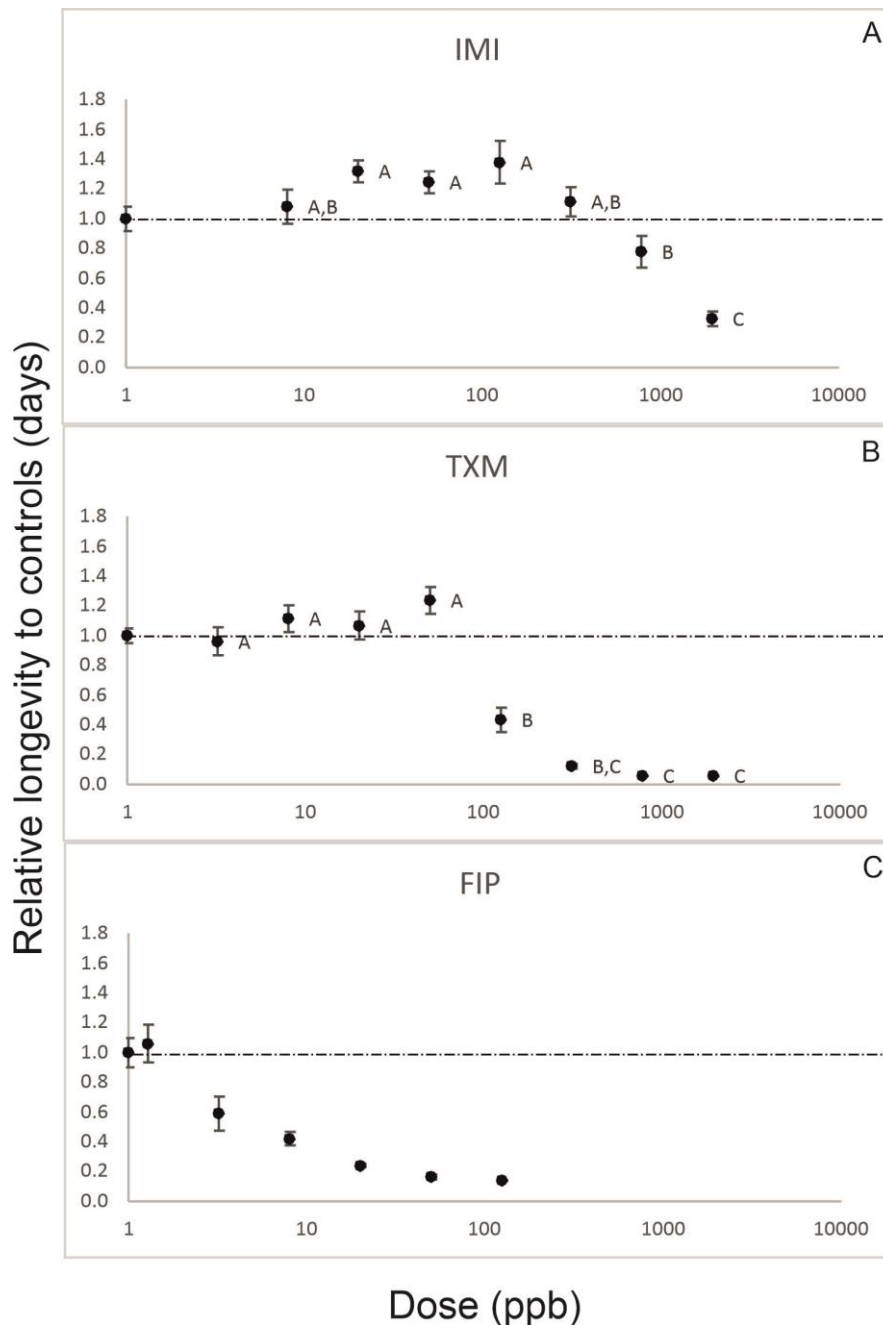 A
IMI
1.8
1.6
1.4
1.2
1.0
0.8
0.6
0.4
0.2
0.0
A,B
A
A
A
A,B
B
C
1 10 100 1000 10000
B
TXM
1.8
1.6
1.4
1.2
1.0
0.8
0.6
0.4
0.2
0.0
A
A
A
A
B
B,C
C
C
1 10 100 1000 10000
C
FIP
1.8
1.6
1.4
1.2
1.0
0.8
0.6
0.4
0.2
0.0
1 10 100 1000 10000
Relative longevity to controls (days)
Dose (ppb)